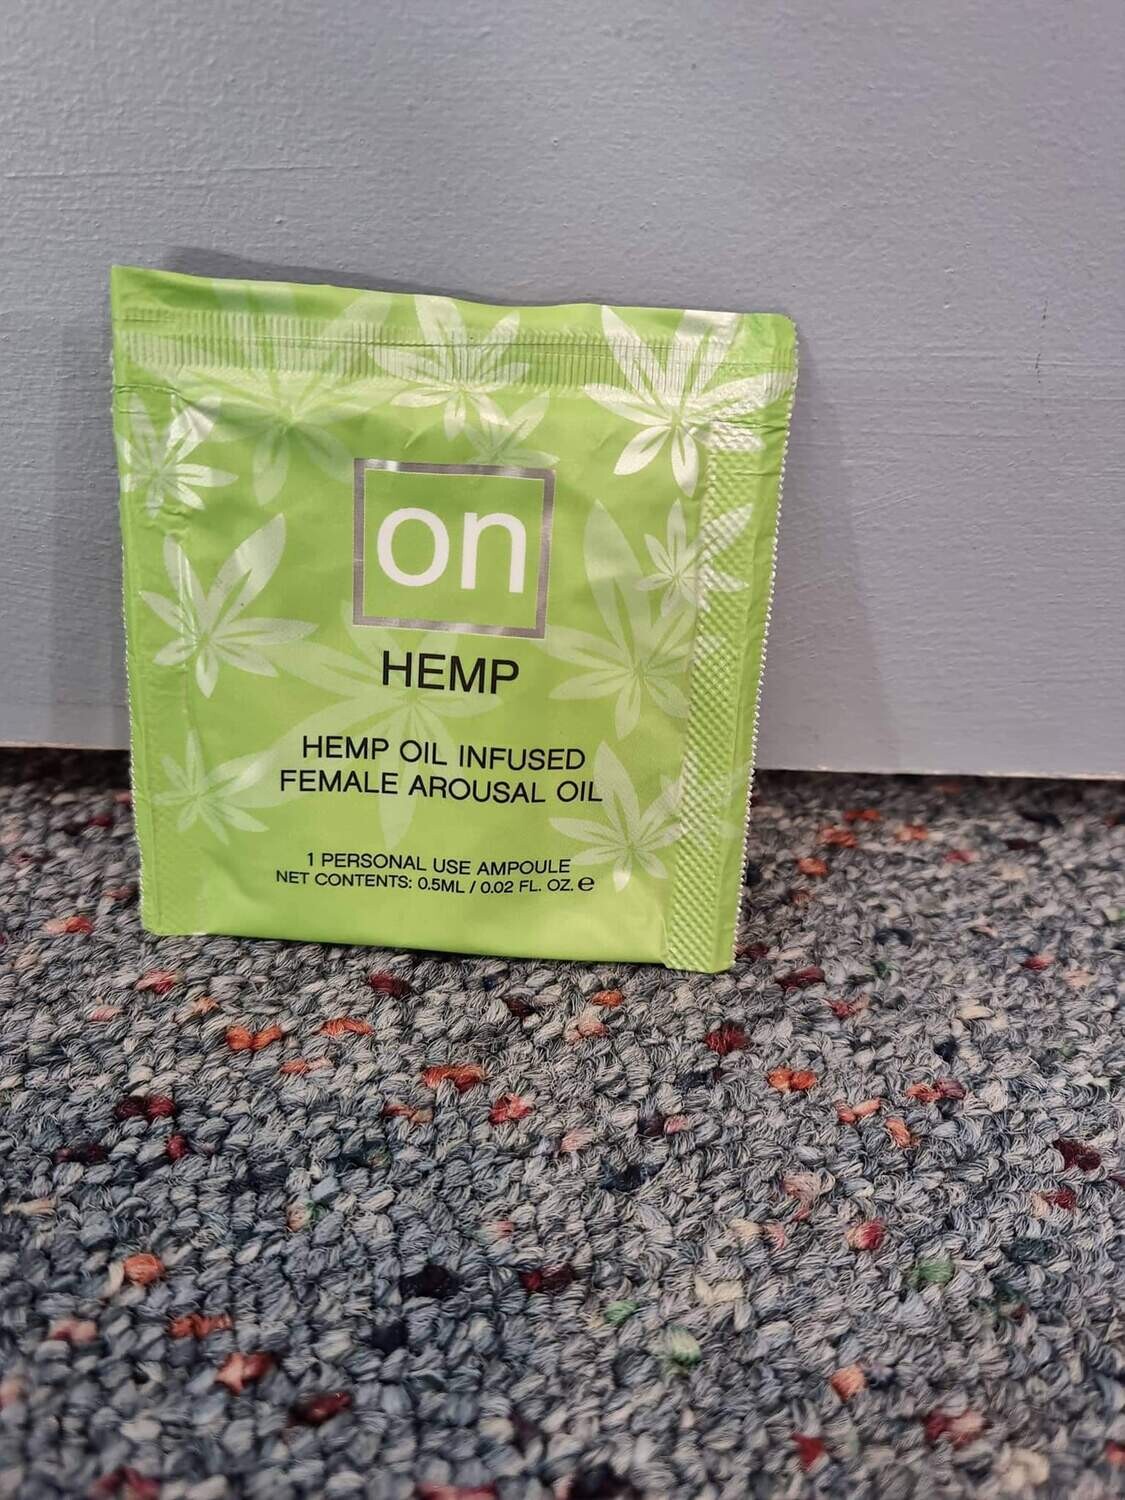 on
HEMP
HEMP OIL INFUSED
FEMALE AROUSAL OIL
1 PERSONAL USE AMPOULE
NET CONTENTS: 0.5ML / 0.02 FL. OZ. ℮